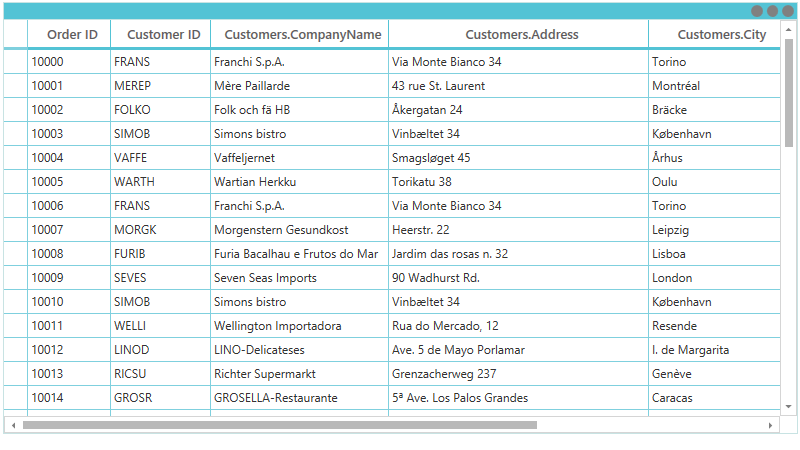 Order ID Customer ID Customers.CompanyName Customers.Address Customers.City
10000 FRANS Franchi S.p.A. Via Monte Bianco 34 Torino
10001 MEREP Mère Paillarde 43 rue St. Laurent Montréal
10002 FOLKO Folk och fä HB Åkergatan 24 Bräcke
10003 SIMOB Simons bistro Vinbæltet 34 København
10004 VAFFE Vaffeljernet Smagsløget 45 Århus
10005 WARTH Wartian Herkku Torikatu 38 Oulu
10006 FRANS Franchi S.p.A. Via Monte Bianco 34 Torino
10007 MORGK Morgenstern Gesundkost Heerstr. 22 Leipzig
10008 FURIB Furia Bacalhau e Frutos do Mar Jardim das rosas n. 32 Lisboa
10009 SEVES Seven Seas Imports 90 Wadhurst Rd. London
10010 SIMOB Simons bistro Vinbæltet 34 København
10011 WELLI Wellington Importadora Rua do Mercado, 12 Resende
10012 LINOD LINO-Delicateses Ave. 5 de Mayo Porlamar I. de Margarita
10013 RICSU Richter Supermarkt Grenzacherweg 237 Genève
10014 GROSR GROSELLA-Restaurante 5ª Ave. Los Palos Grandes Caracas